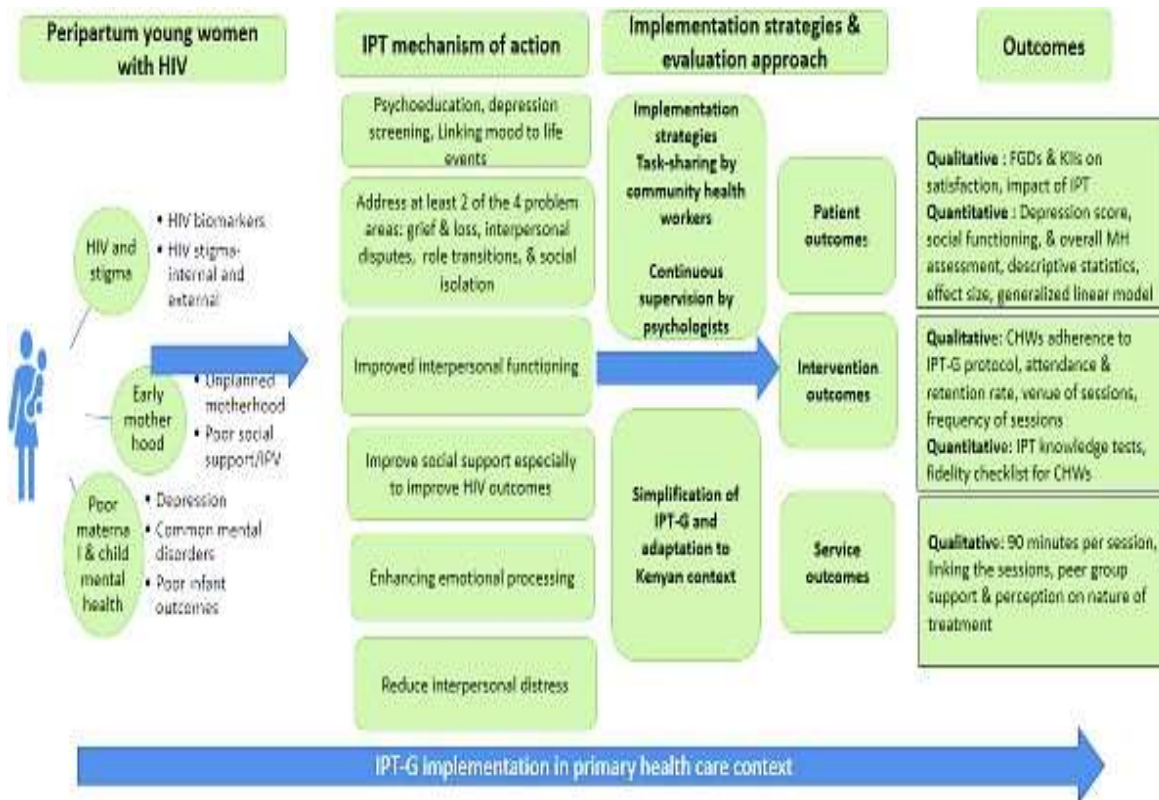 Peripartum young women
with HIV
IPT mechanism of action
Implementation strategies &
evaluation approach
Outcomes
HIV and
stigma
• HIV biomarkers
• HIV stigma-
internal and
external
Early
mother
hood
• Unplanned
motherhood
• Poor social
support/IPV
Poor
materna
l & child
mental
health
• Depression
• Common mental
disorders
• Poor infant
outcomes
Psychoeducation, depression
screening, Linking mood to life
events
Address at least 2 of the 4 problem
areas: grief & loss, interpersonal
disputes, role transitions, & social
isolation
Improved interpersonal functioning
Improve social support especially
to improve HIV outcomes
Enhancing emotional processing
Reduce interpersonal distress
Implementation
strategies
Task-sharing by
community health
workers
Continuous
supervision by
psychologists
Simplification of
IPT-G and
adaptation to
Kenyan context
Patient
outcomes
Intervention
outcomes
Service
outcomes
Qualitative : FGDs & KIIs on
satisfaction, impact of IPT
Quantitative : Depression score,
social functioning, & overall MH
assessment, descriptive statistics,
effect size, generalized linear model
Qualitative: CHWs adherence to
IPT-G protocol, attendance &
retention rate, venue of sessions,
frequency of sessions
Quantitative: IPT knowledge tests,
fidelity checklist for CHWs
Qualitative: 90 minutes per session,
linking the sessions, peer group
support & perception on nature of
treatment
IPT-G implementation in primary health care context